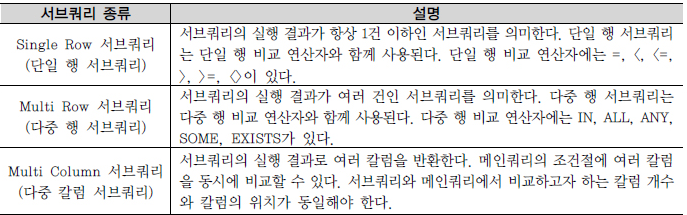 서브쿼리 종류 설명
Single Row 서브쿼리
(단일 행 서브쿼리)
서브쿼리의 실행 결과가 항상 1건 이하인 서브쿼리를 의미한다. 단일 행 서브쿼리
는 단일 행 비교 연산자와 함께 사용된다. 단일 행 비교 연산자에는 =, <, <=,
>, >=, <>이 있다.
Multi Row 서브쿼리
(다중 행 서브쿼리)
서브쿼리의 실행 결과가 여러 건인 서브쿼리를 의미한다. 다중 행 서브쿼리는
다중 행 비교 연산자와 함께 사용된다. 다중 행 비교 연산자에는 IN, ALL, ANY,
SOME, EXISTS가 있다.
Multi Column 서브쿼리
(다중 칼럼 서브쿼리)
서브쿼리의 실행 결과로 여러 칼럼을 반환한다. 메인쿼리의 조건절에 여러 칼럼
을 동시에 비교할 수 있다. 서브쿼리와 메인쿼리에서 비교하고자 하는 칼럼 개수
와 칼럼의 위치가 동일해야 한다.